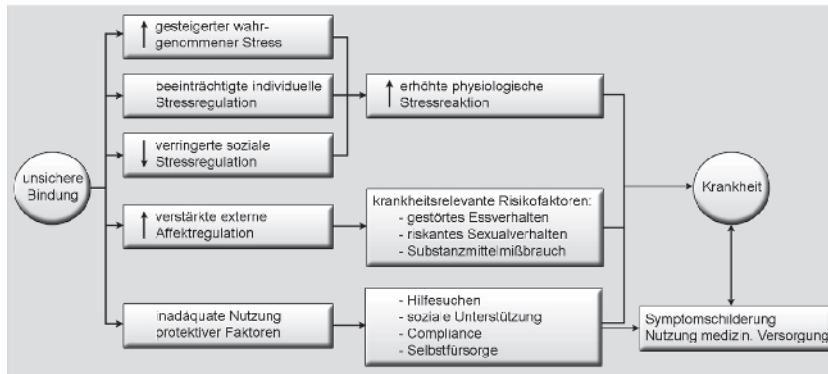 unsichere
Bindung
gesteigerter wahr-
genommener Stress
beeinträchtigte individuelle
Stressregulation
verringerte soziale
Stressregulation
verstärkte externe
Affektregulation
inadäquate Nutzung
protektiver Faktoren
erhöhte physiologische
Stressreaktion
krankheitsrelevante Risikofaktoren:
- gestörtes Essverhalten
- riskantes Sexualverhalten
- Substanzmittelmißbrauch
- Hilfesuchen
- soziale Unterstützung
- Compliance
- Selbstfürsorge
Krankheit
Symptomschilderung
Nutzung medizin. Versorgung